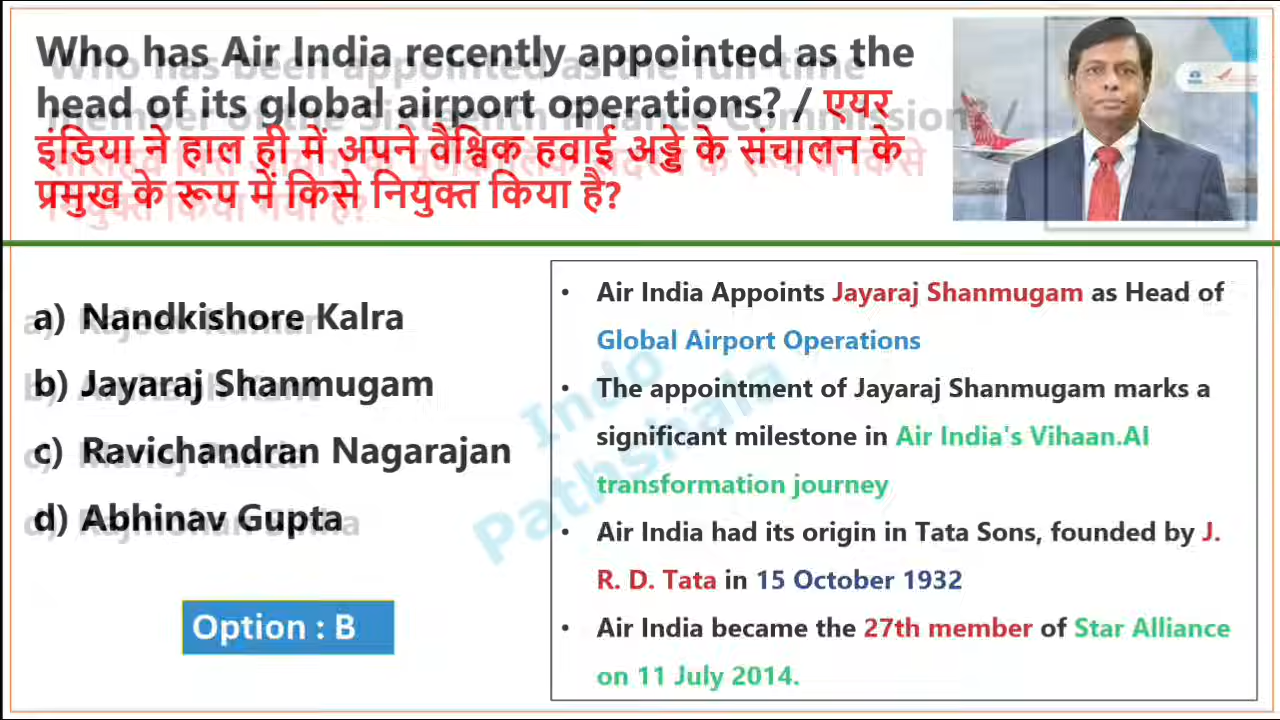 Who has Air India recently appointed as the
head of its global airport operations? / एयर
इंडिया ने हाल ही में अपने वैश्विक हवाई अड्डे के संचालन के
प्रमुख के रूप में किसे नियुक्त किया है?
a) Nandkishore Kalra
b) Jayaraj Shanmugam
c) Ravichandran Nagarajan
d) Abhinav Gupta
Option : B
• Air India Appoints Jayaraj Shanmugam as Head of
Global Airport Operations
• The appointment of Jayaraj Shanmugam marks a
significant milestone in Air India's Vihaan.AI
transformation journey
• Air India had its origin in Tata Sons, founded by J.
R. D. Tata in 15 October 1932
• Air India became the 27th member of Star Alliance
on 11 July 2014.
Indo
Pathshala